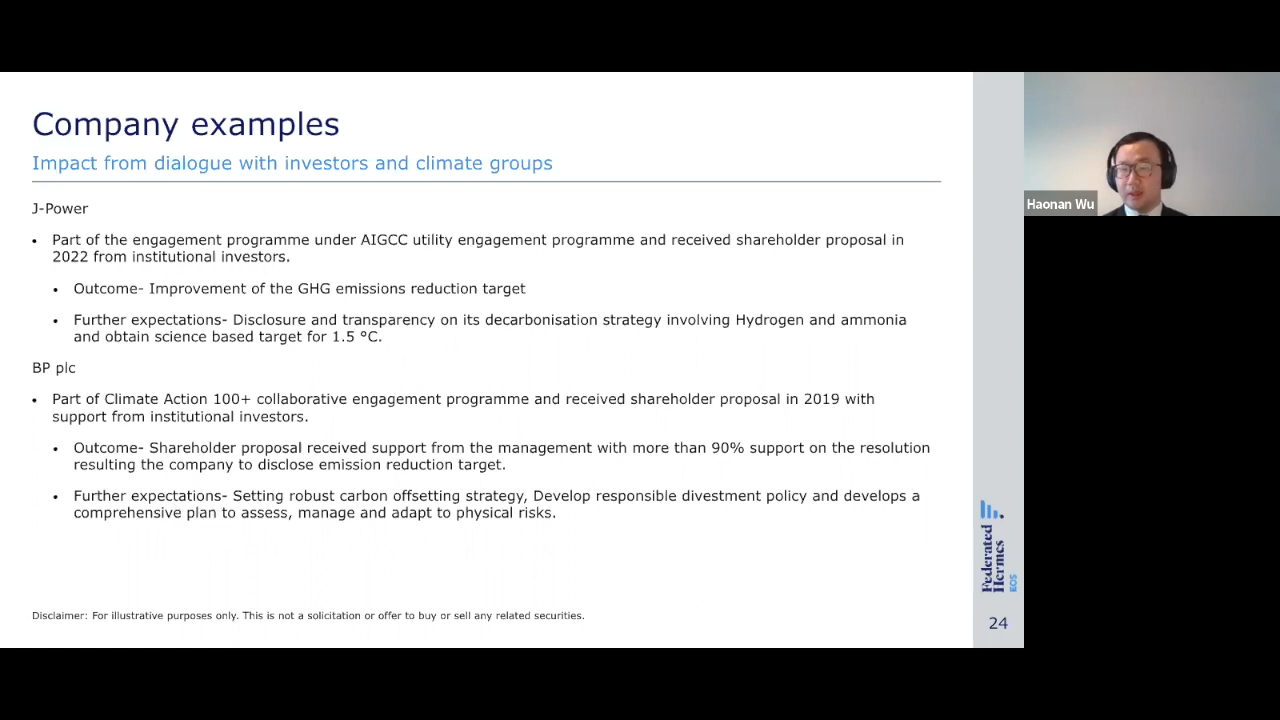 Company examples
Impact from dialogue with investors and climate groups
J-Power
• Part of the engagement programme under AIGCC utility engagement programme and received shareholder proposal in
2022 from institutional investors.
• Outcome- Improvement of the GHG emissions reduction target
• Further expectations- Disclosure and transparency on its decarbonisation strategy involving Hydrogen and ammonia
and obtain science based target for 1.5 °C.
BP plc
• Part of Climate Action 100+ collaborative engagement programme and received shareholder proposal in 2019 with
support from institutional investors.
• Outcome- Shareholder proposal received support from the management with more than 90% support on the resolution
resulting the company to disclose emission reduction target.
• Further expectations- Setting robust carbon offsetting strategy, Develop responsible divestment policy and develops a
comprehensive plan to assess, manage and adapt to physical risks.
Disclaimer: For illustrative purposes only. This is not a solicitation or offer to buy or sell any related securities.
Federated
Hermes
EOS
24
Haonan Wu